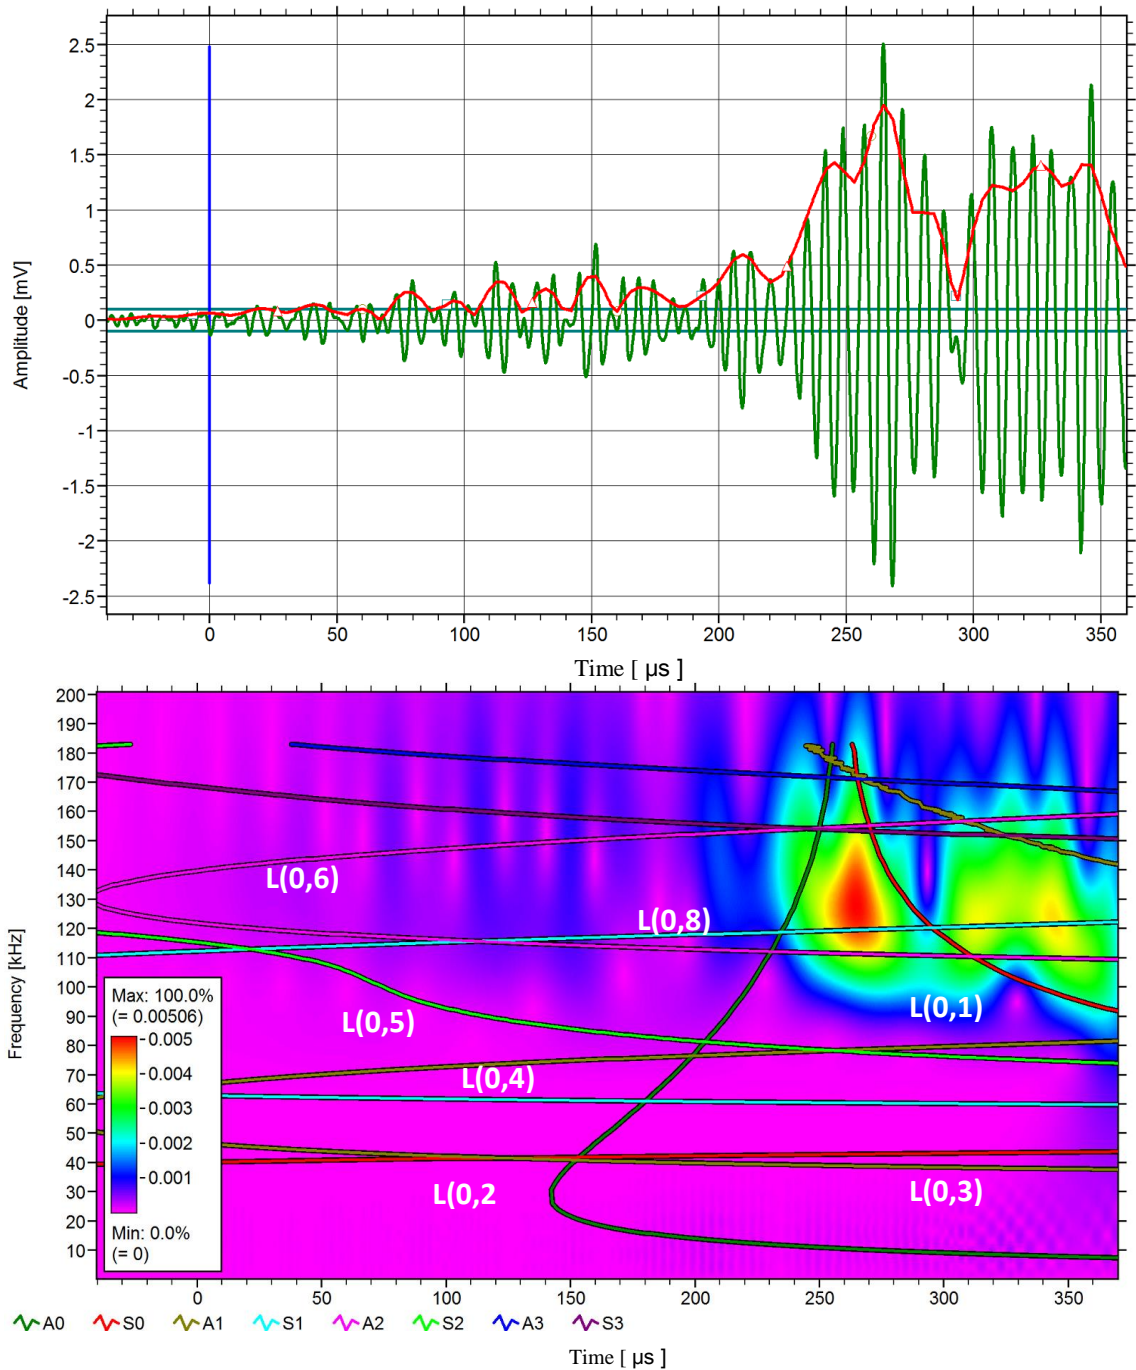 2.5
2
1.5
1
0.5
0
-0.5
-1
-1.5
-2
-2.5
Amplitude [mV]
0 50 100 150 200 250 300 350
Time [ µs ]
200
190
180
170
160
150
140
130
120
110
100
90
80
70
60
50
40
30
20
10
Frequency [kHz]
L(0,6)
L(0,8)
L(0,5)
L(0,1)
L(0,4)
L(0,2
L(0,3)
Max: 100.0%
(= 0.00506)
-0.005
-0.004
-0.003
-0.002
-0.001
Min: 0.0%
(= 0)
0 50 100 150 200 250 300 350
A0 S0 A1 S1 A2 S2 A3 S3
Time [ µs ]